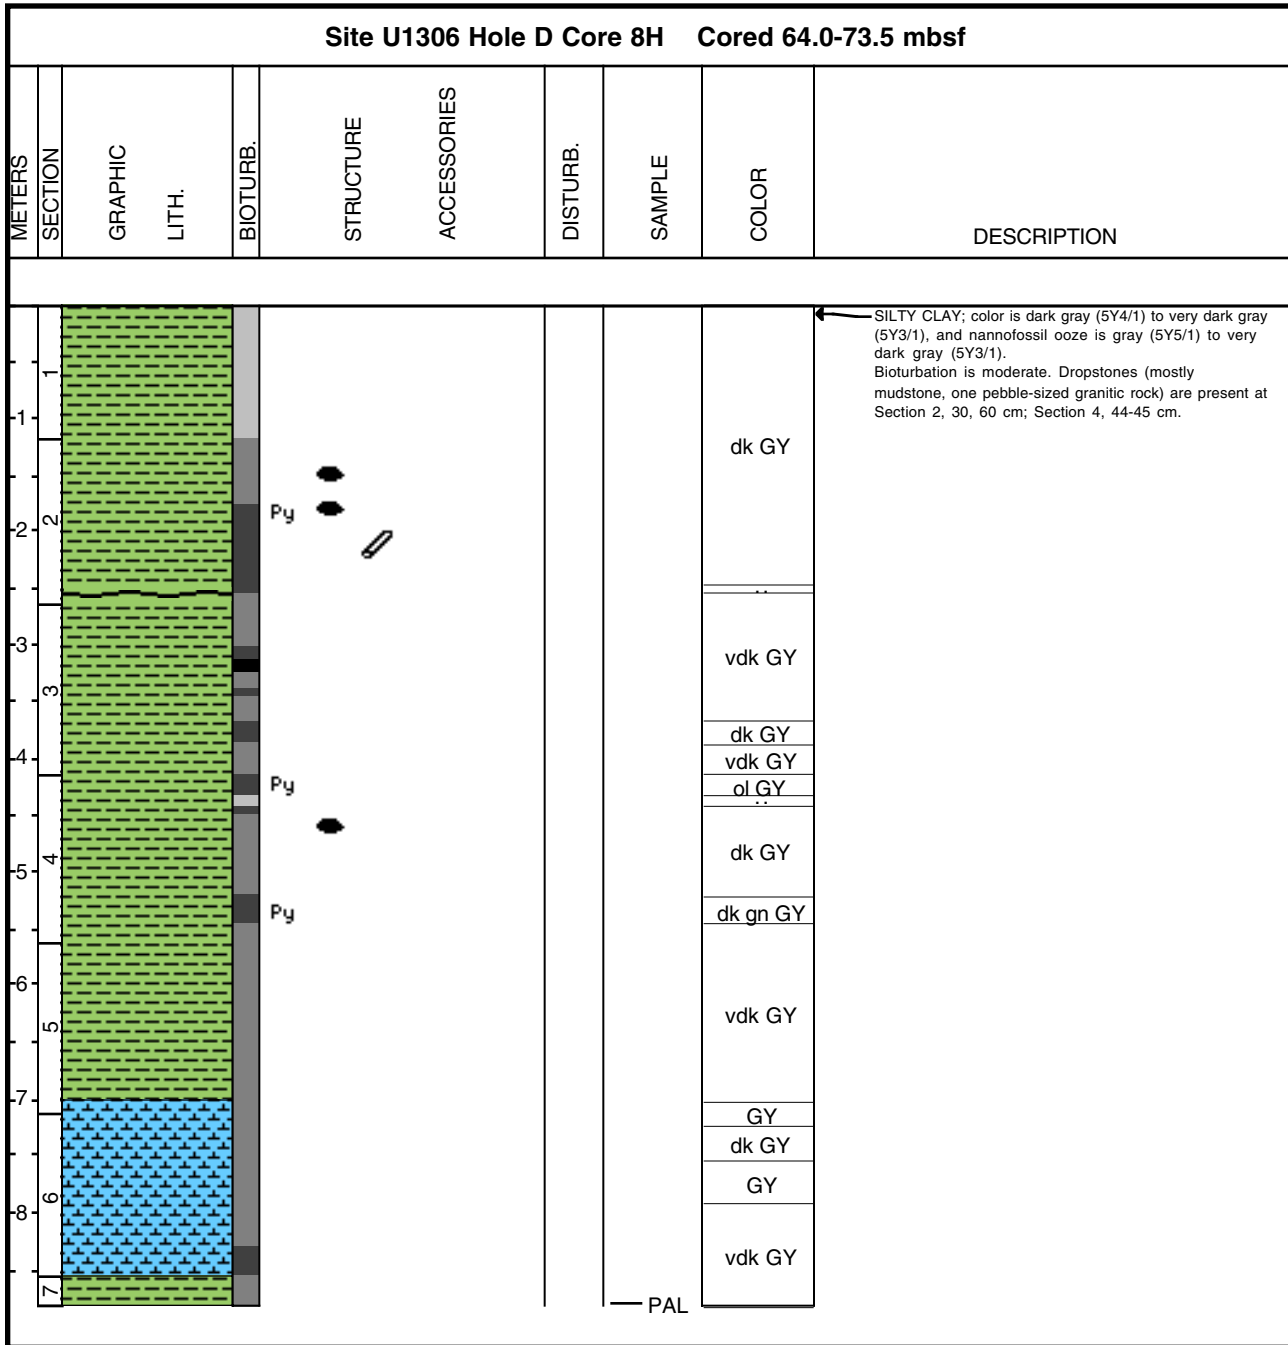 Site U1306 Hole D Core 8H Cored 64.0-73.5 mbsf
METERS
SECTION
GRAPHIC
LITH.
BIOTURB.
STRUCTURE
ACCESSORIES
DISTURB.
SAMPLE
COLOR
DESCRIPTION
SILTY CLAY; color is dark gray (5Y4/1) to very dark gray
(5Y3/1), and nannofossil ooze is gray (5Y5/1) to very
dark gray (5Y3/1).
Bioturbation is moderate. Dropstones (mostly
mudstone, one pebble-sized granitic rock) are present at
Section 2, 30, 60 cm; Section 4, 44-45 cm.
1
1
dk GY
2
Py
2
3
vdk GY
3
dk GY
4
vdk GY
Py
ol GY
4
dk GY
5
Py
dk gn GY
6
5
vdk GY
7
GY
dk GY
6
GY
8
vdk GY
7
PAL